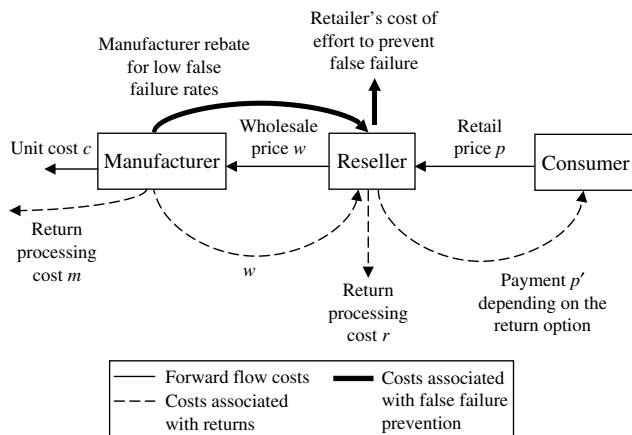 Retailer’s cost of
effort to prevent
false failure
Manufacturer rebate
for low false
failure rates
Unit cost c
Manufacturer
Wholesale
price w
Reseller
Retail
price p
Consumer
Return
processing
cost m
w
Return
processing
cost r
Payment p′
depending on the
return option
Forward flow costs
Costs associated
with returns
Costs associated
with false failure
prevention